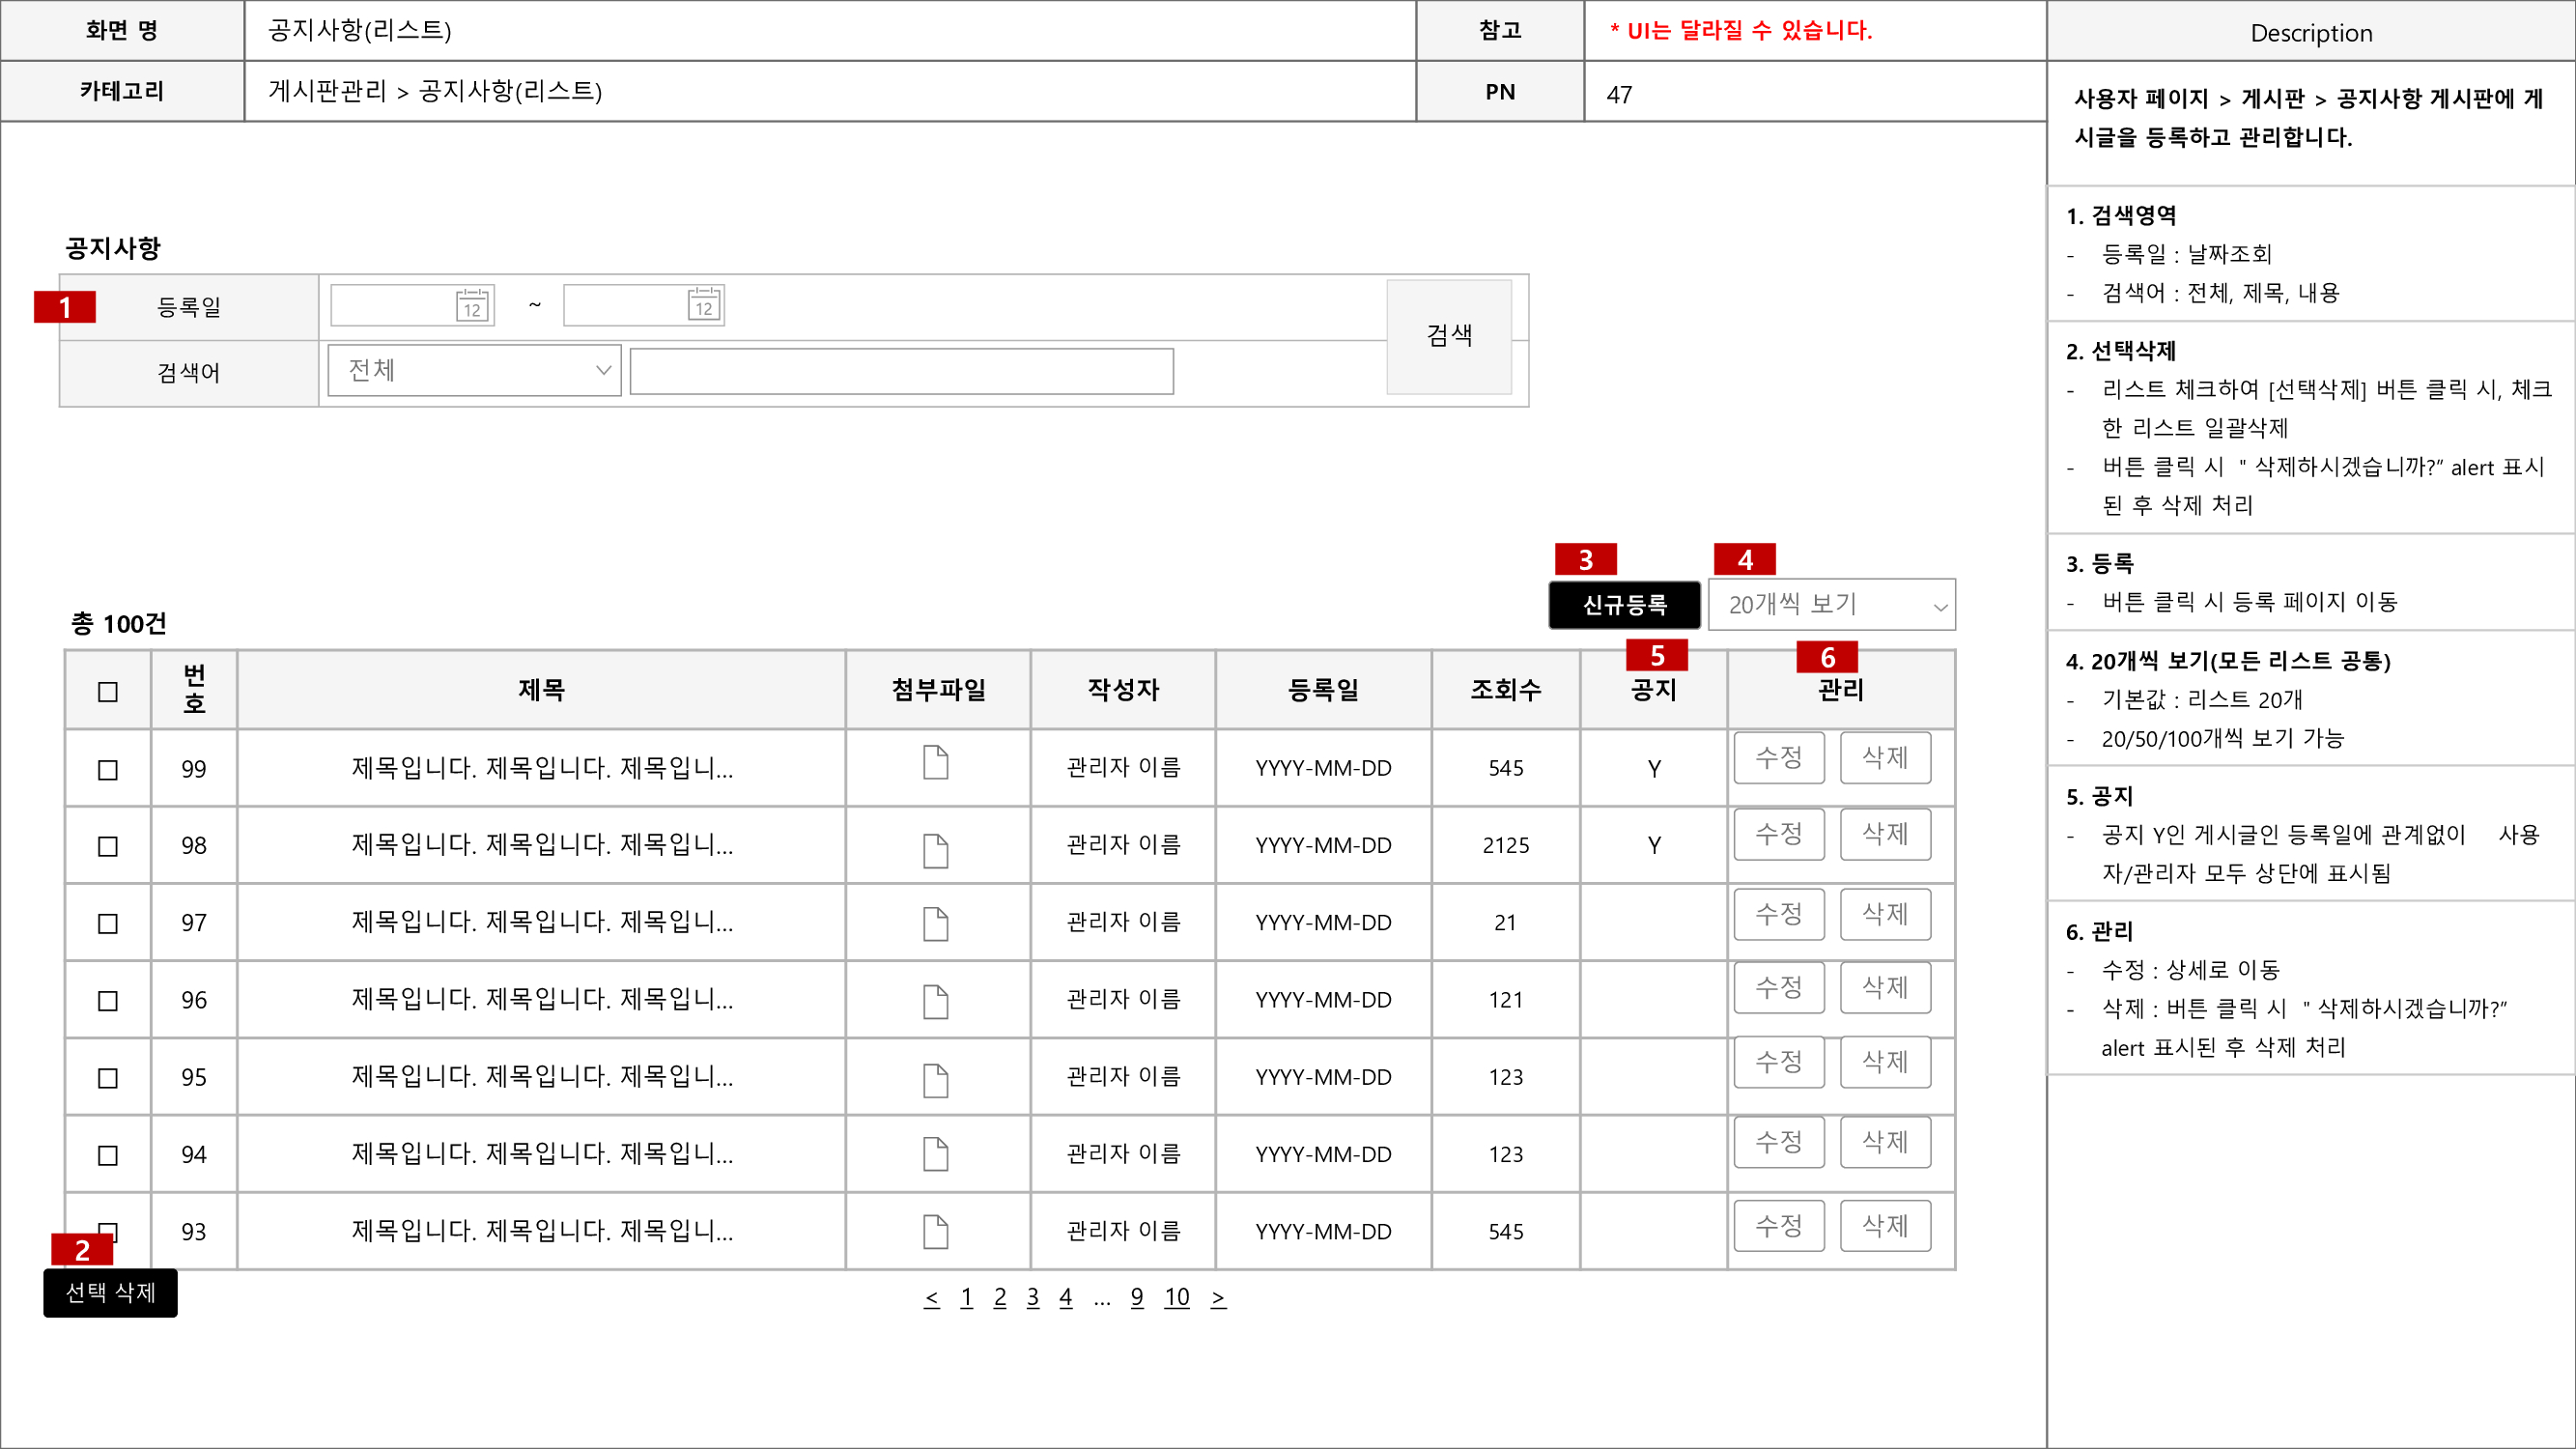 화면 명 공지사항(리스트) 참고 * UI는 달라질 수 있습니다. Description
카테고리 게시판관리 > 공지사항(리스트) PN 47
사용자 페이지 > 게시판 > 공지사항 게시판에 게
시글을 등록하고 관리합니다.
1. 검색영역
- 등록일 : 날짜조회
- 검색어 : 전체, 제목, 내용
2. 선택삭제
- 리스트 체크하여 [선택삭제] 버튼 클릭 시, 체크
한 리스트 일괄삭제
- 버튼 클릭 시 " 삭제하시겠습니까?” alert 표시
된 후 삭제 처리
3. 등록
- 버튼 클릭 시 등록 페이지 이동
4. 20개씩 보기(모든 리스트 공통)
- 기본값 : 리스트 20개
- 20/50/100개씩 보기 가능
5. 공지
- 공지 Y인 게시글인 등록일에 관계없이 사용
자/관리자 모두 상단에 표시됨
6. 관리
- 수정 : 상세로 이동
- 삭제 : 버튼 클릭 시 " 삭제하시겠습니까?”
alert 표시된 후 삭제 처리
공지사항
1 등록일 12 ~ 12
검색
검색어 전체
3 4
신규등록 20개씩 보기
총 100건
5 6
번호 제목 첨부파일 작성자 등록일 조회수 공지 관리
99 제목입니다. 제목입니다. 제목입니... 관리자 이름 YYYY-MM-DD 545 Y 수정 삭제
98 제목입니다. 제목입니다. 제목입니... 관리자 이름 YYYY-MM-DD 2125 Y 수정 삭제
97 제목입니다. 제목입니다. 제목입니... 관리자 이름 YYYY-MM-DD 21 수정 삭제
96 제목입니다. 제목입니다. 제목입니... 관리자 이름 YYYY-MM-DD 121 수정 삭제
95 제목입니다. 제목입니다. 제목입니... 관리자 이름 YYYY-MM-DD 123 수정 삭제
94 제목입니다. 제목입니다. 제목입니... 관리자 이름 YYYY-MM-DD 123 수정 삭제
93 제목입니다. 제목입니다. 제목입니... 관리자 이름 YYYY-MM-DD 545 수정 삭제
2
선택 삭제
< 1 2 3 4 ... 9 10 >